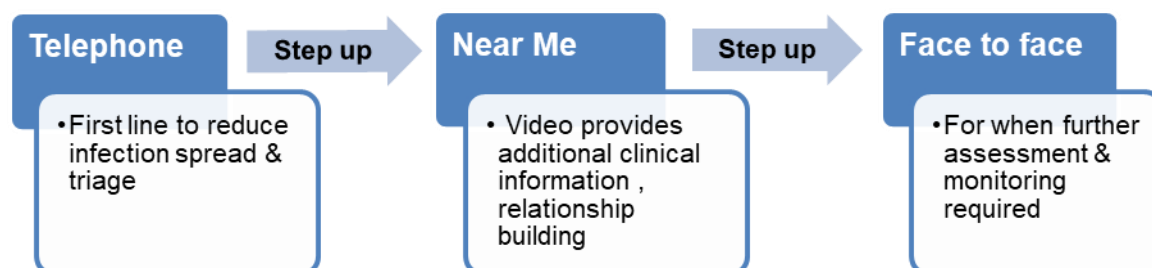 Telephone
Step up
Near Me
Step up
Face to face
•First line to reduce
infection spread &
triage
• Video provides
additional clinical
information ,
relationship
building
•For when further
assessment &
monitoring
required